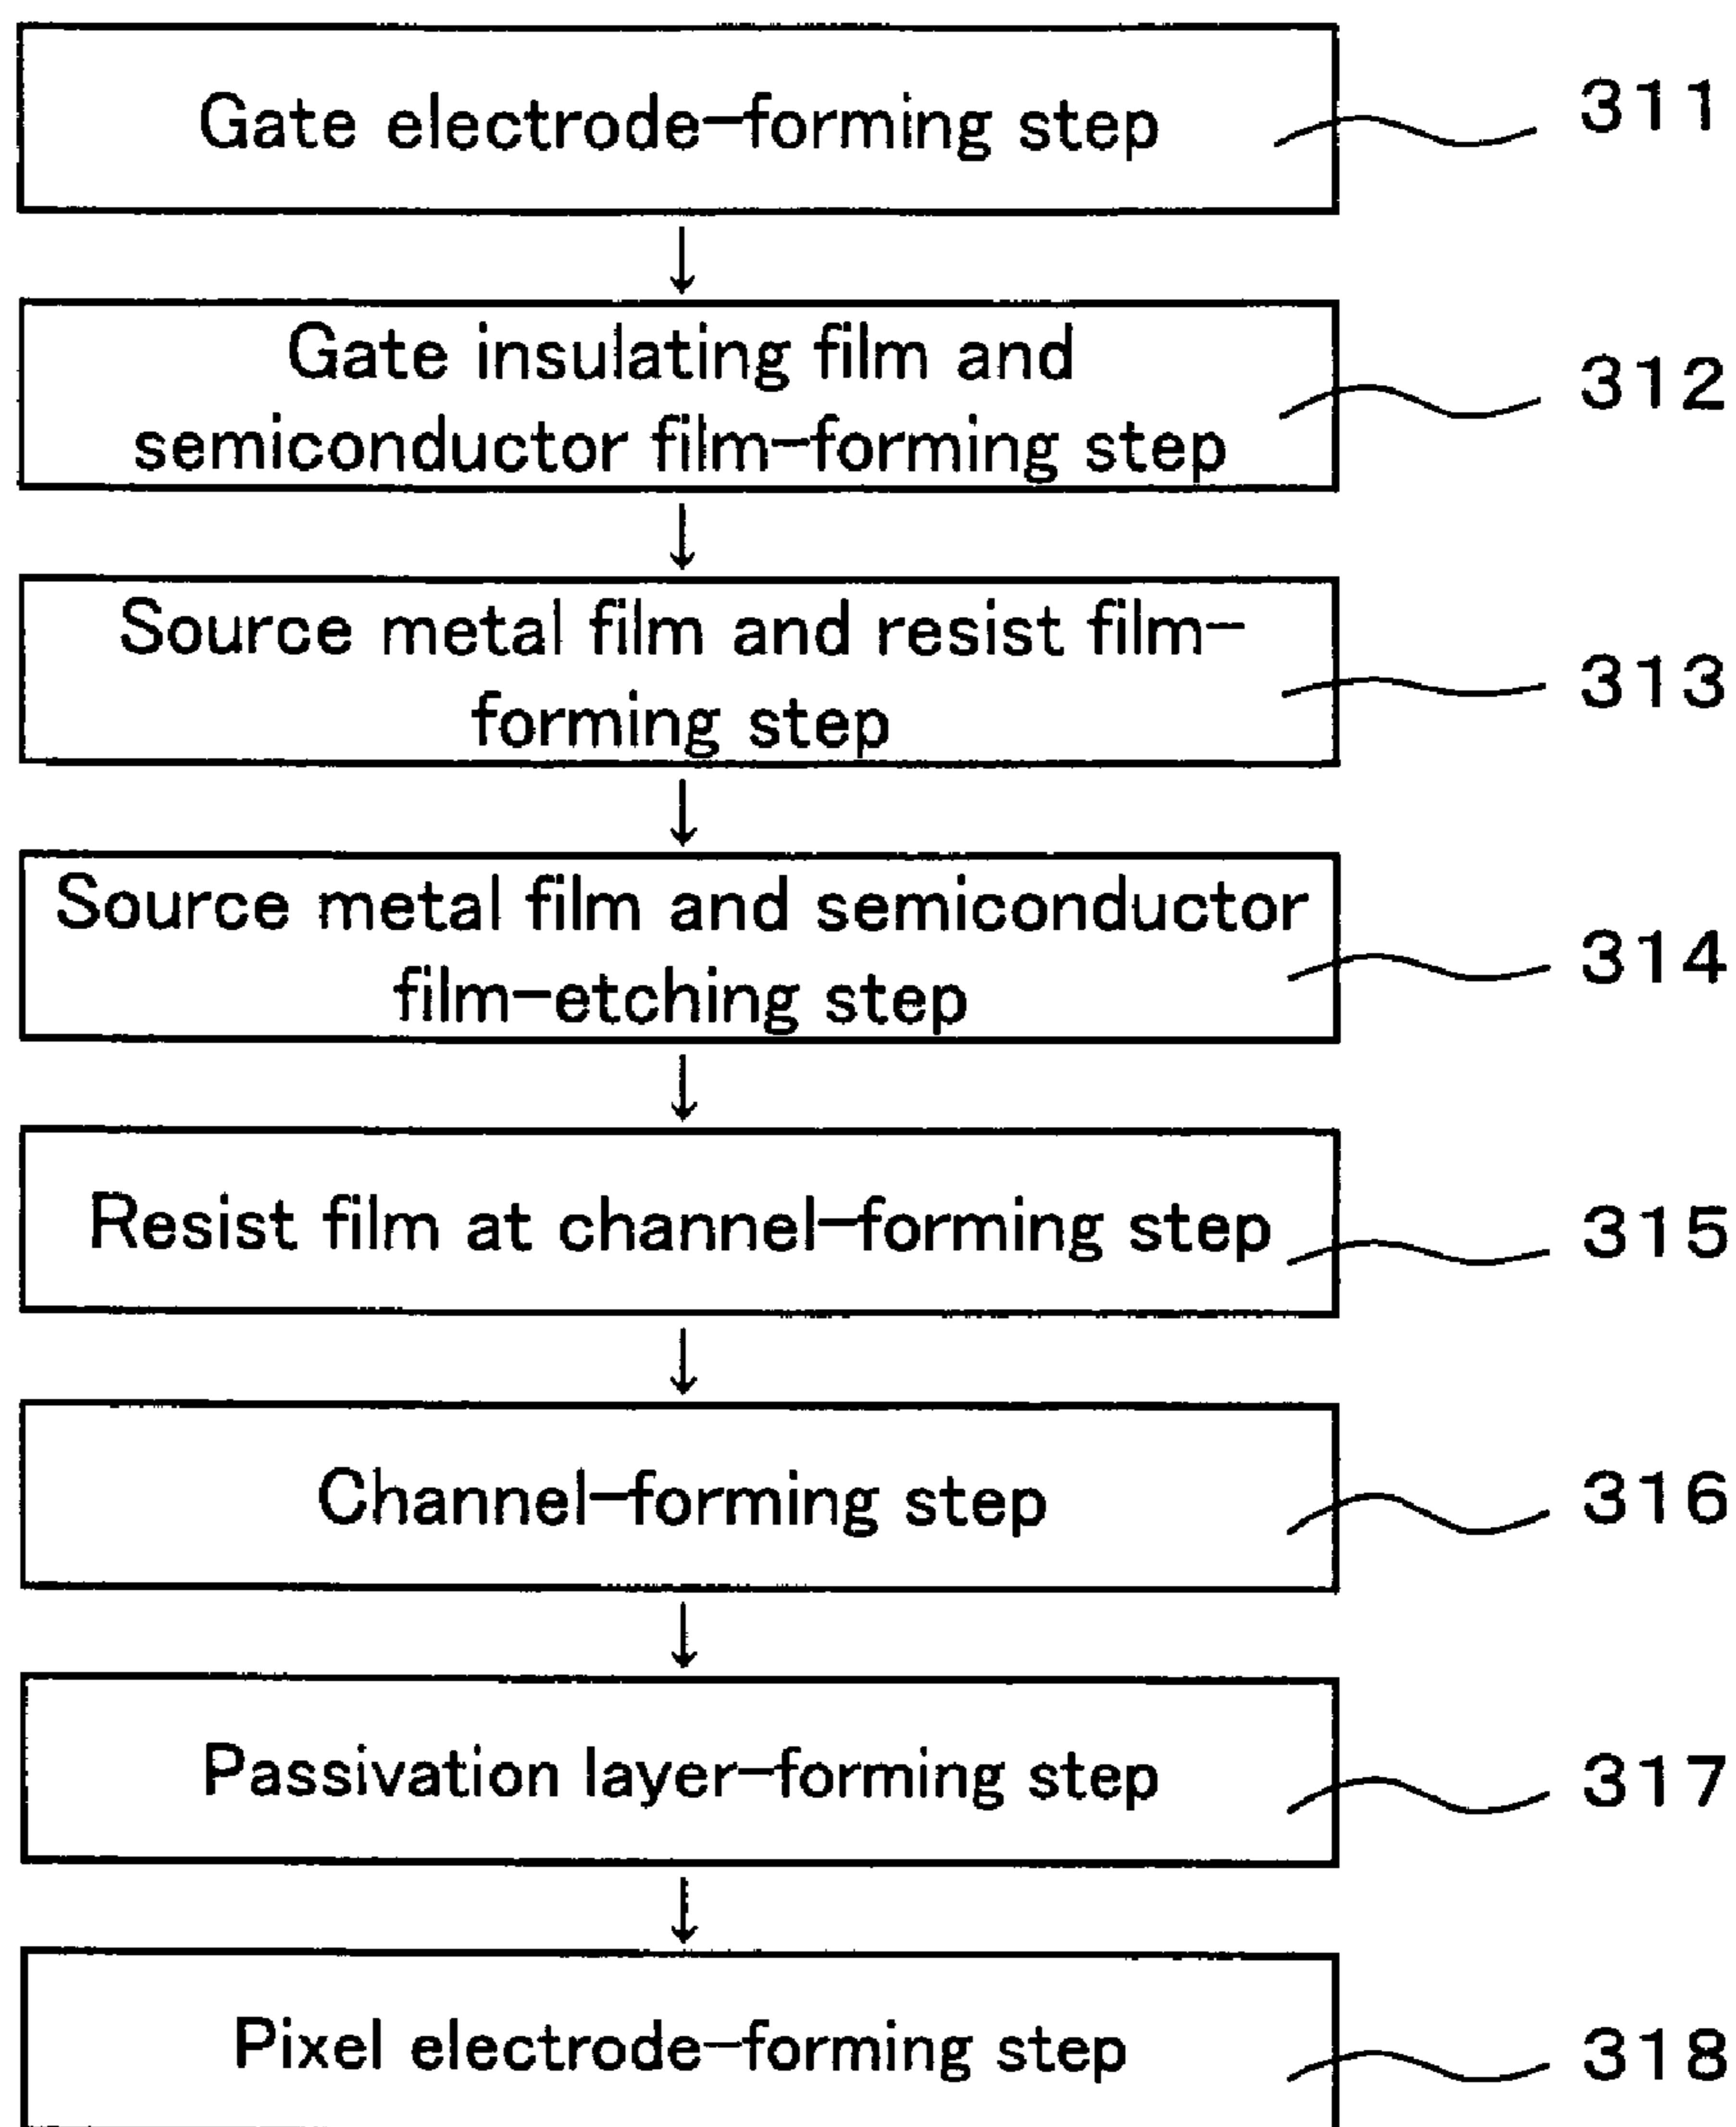 Gate electrode-forming step
311
Gate insulating film and
semiconductor film-forming step
312
Source metal film and resist film-
forming step
313
Source metal film and semiconductor
film-etching step
314
Resist film at channel-forming step
315
Channel-forming step
316
Passivation layer-forming step
317
Pixel electrode-forming step
318